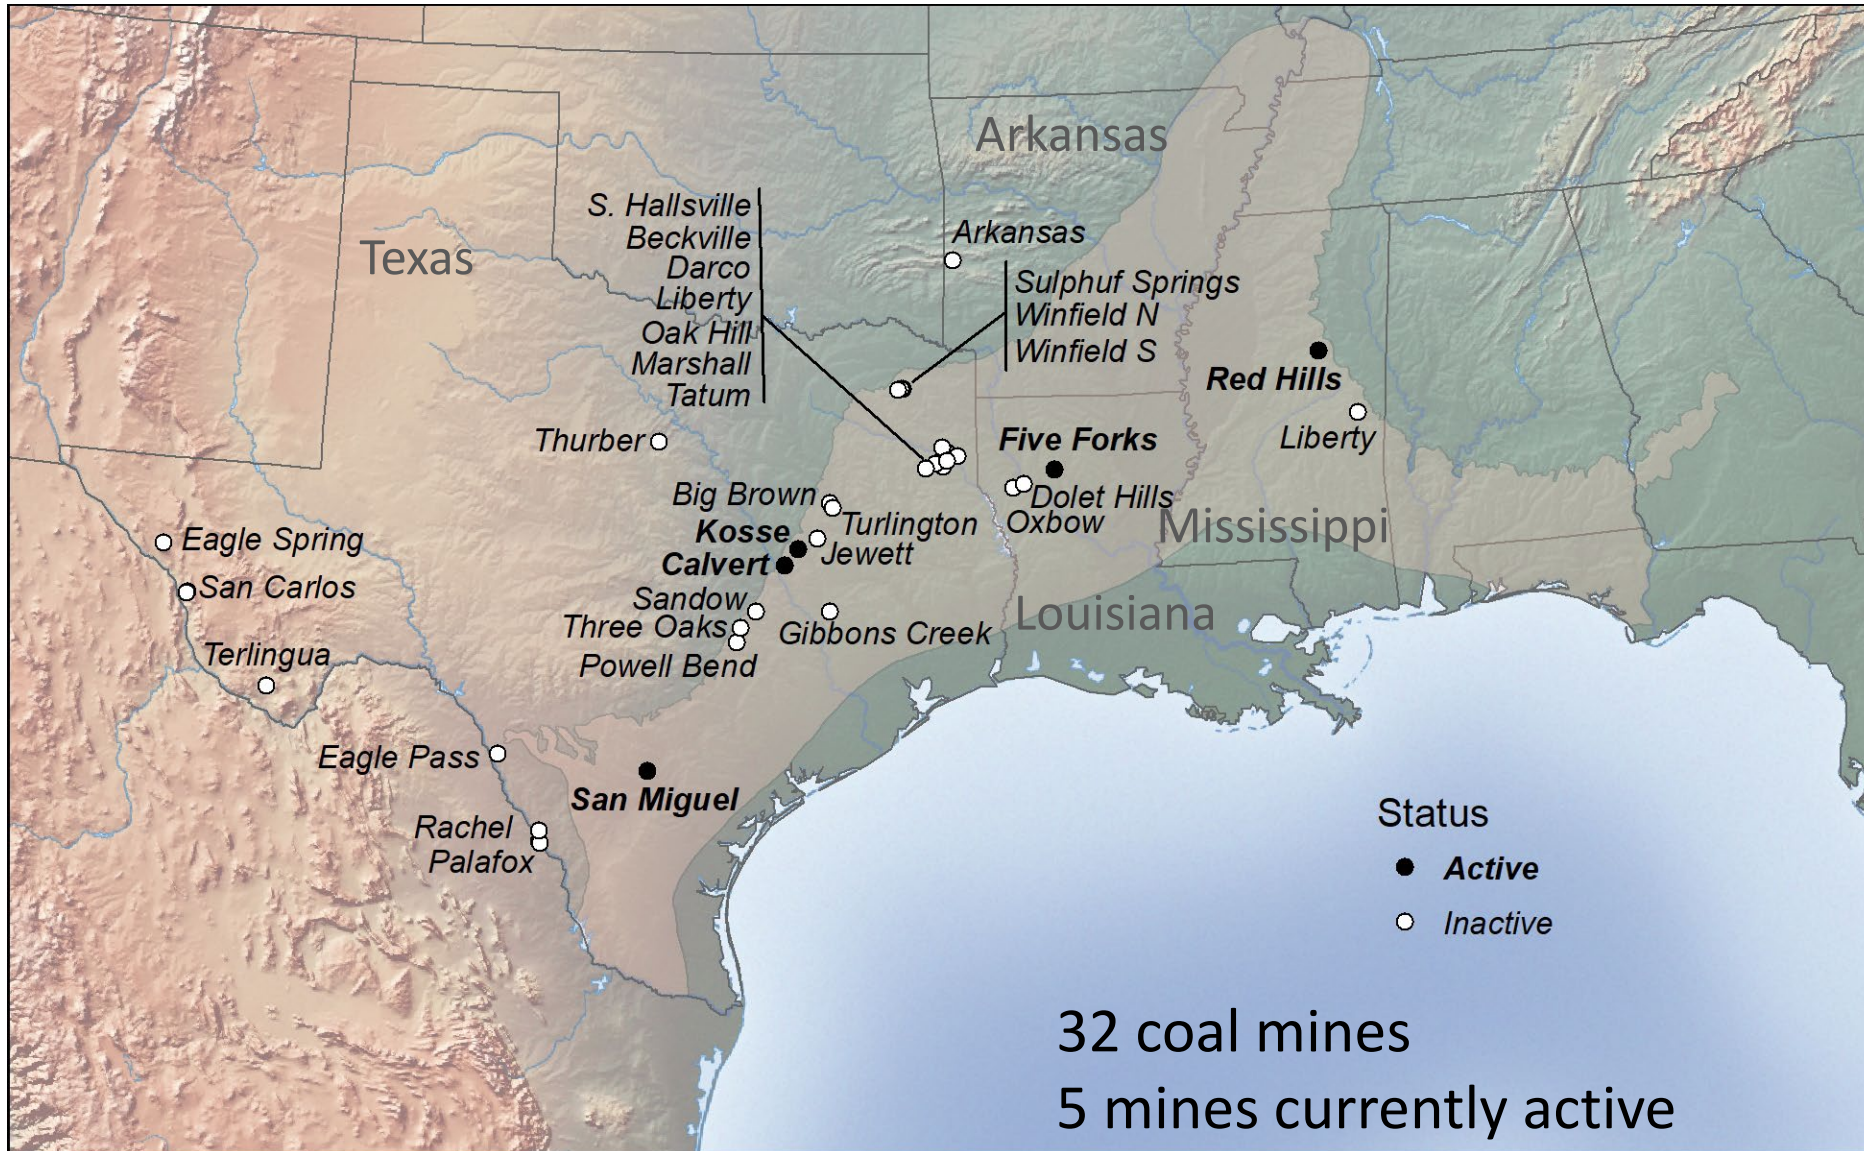 Arkansas
S. Hallsville
Beckville
Darco
Liberty
Oak Hill
Marshall
Tatum
Texas
Arkansas
Sulphuf Springs
Winfield N
Winfield S
Red Hills
Liberty
Thurber
Five Forks
Dolet Hills
Oxbow
Mississippi
Big Brown
Turlington
Kosse
Jewett
Calvert
Eagle Spring
San Carlos
Sandow
Three Oaks
Gibbons Creek
Powell Bend
Louisiana
Terlingua
Eagle Pass
San Miguel
Rachel
Palafox
Status
Active
Inactive
32 coal mines
5 mines currently active